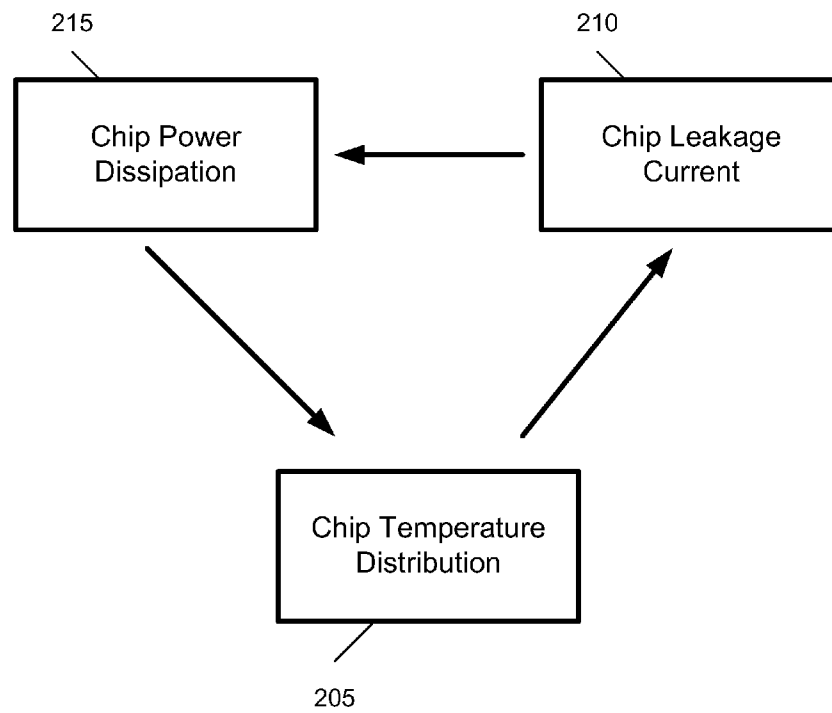 215
210
Chip Power
Dissipation
Chip Leakage
Current
Chip Temperature
Distribution
205